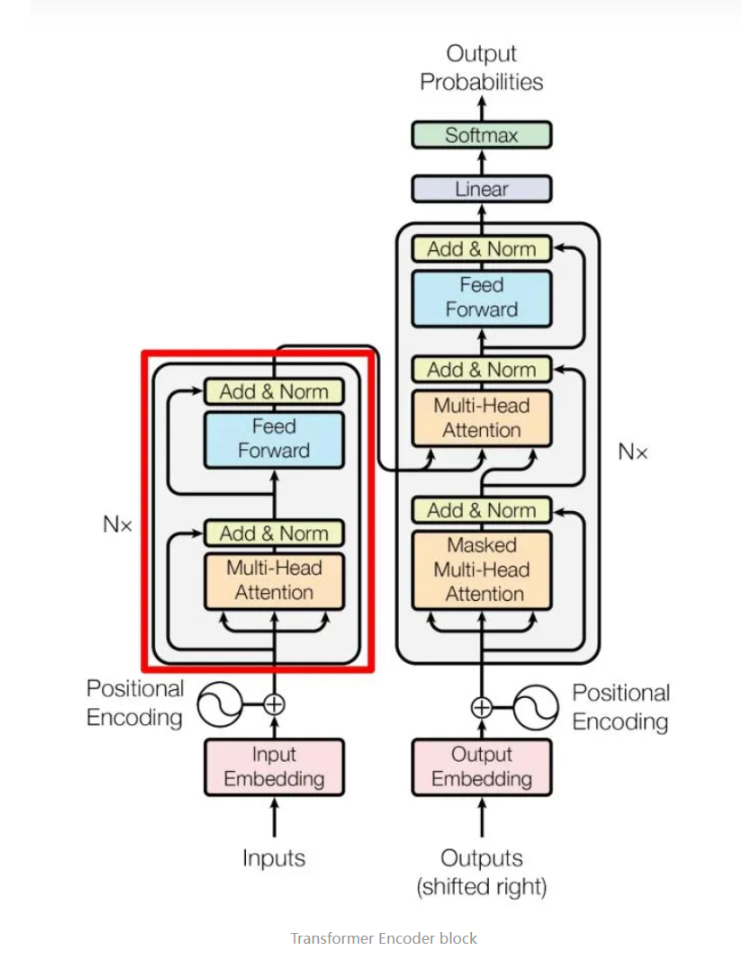 Output
Probabilities
Softmax
Linear
Add & Norm
Feed
Forward
Add & Norm
Multi-Head
Attention
Nx
Add & Norm
Masked
Multi-Head
Attention
Add & Norm
Feed
Forward
Nx
Add & Norm
Multi-Head
Attention
Positional
Encoding
Positional
Encoding
Input
Embedding
Output
Embedding
Inputs
Outputs
(shifted right)
Transformer Encoder block